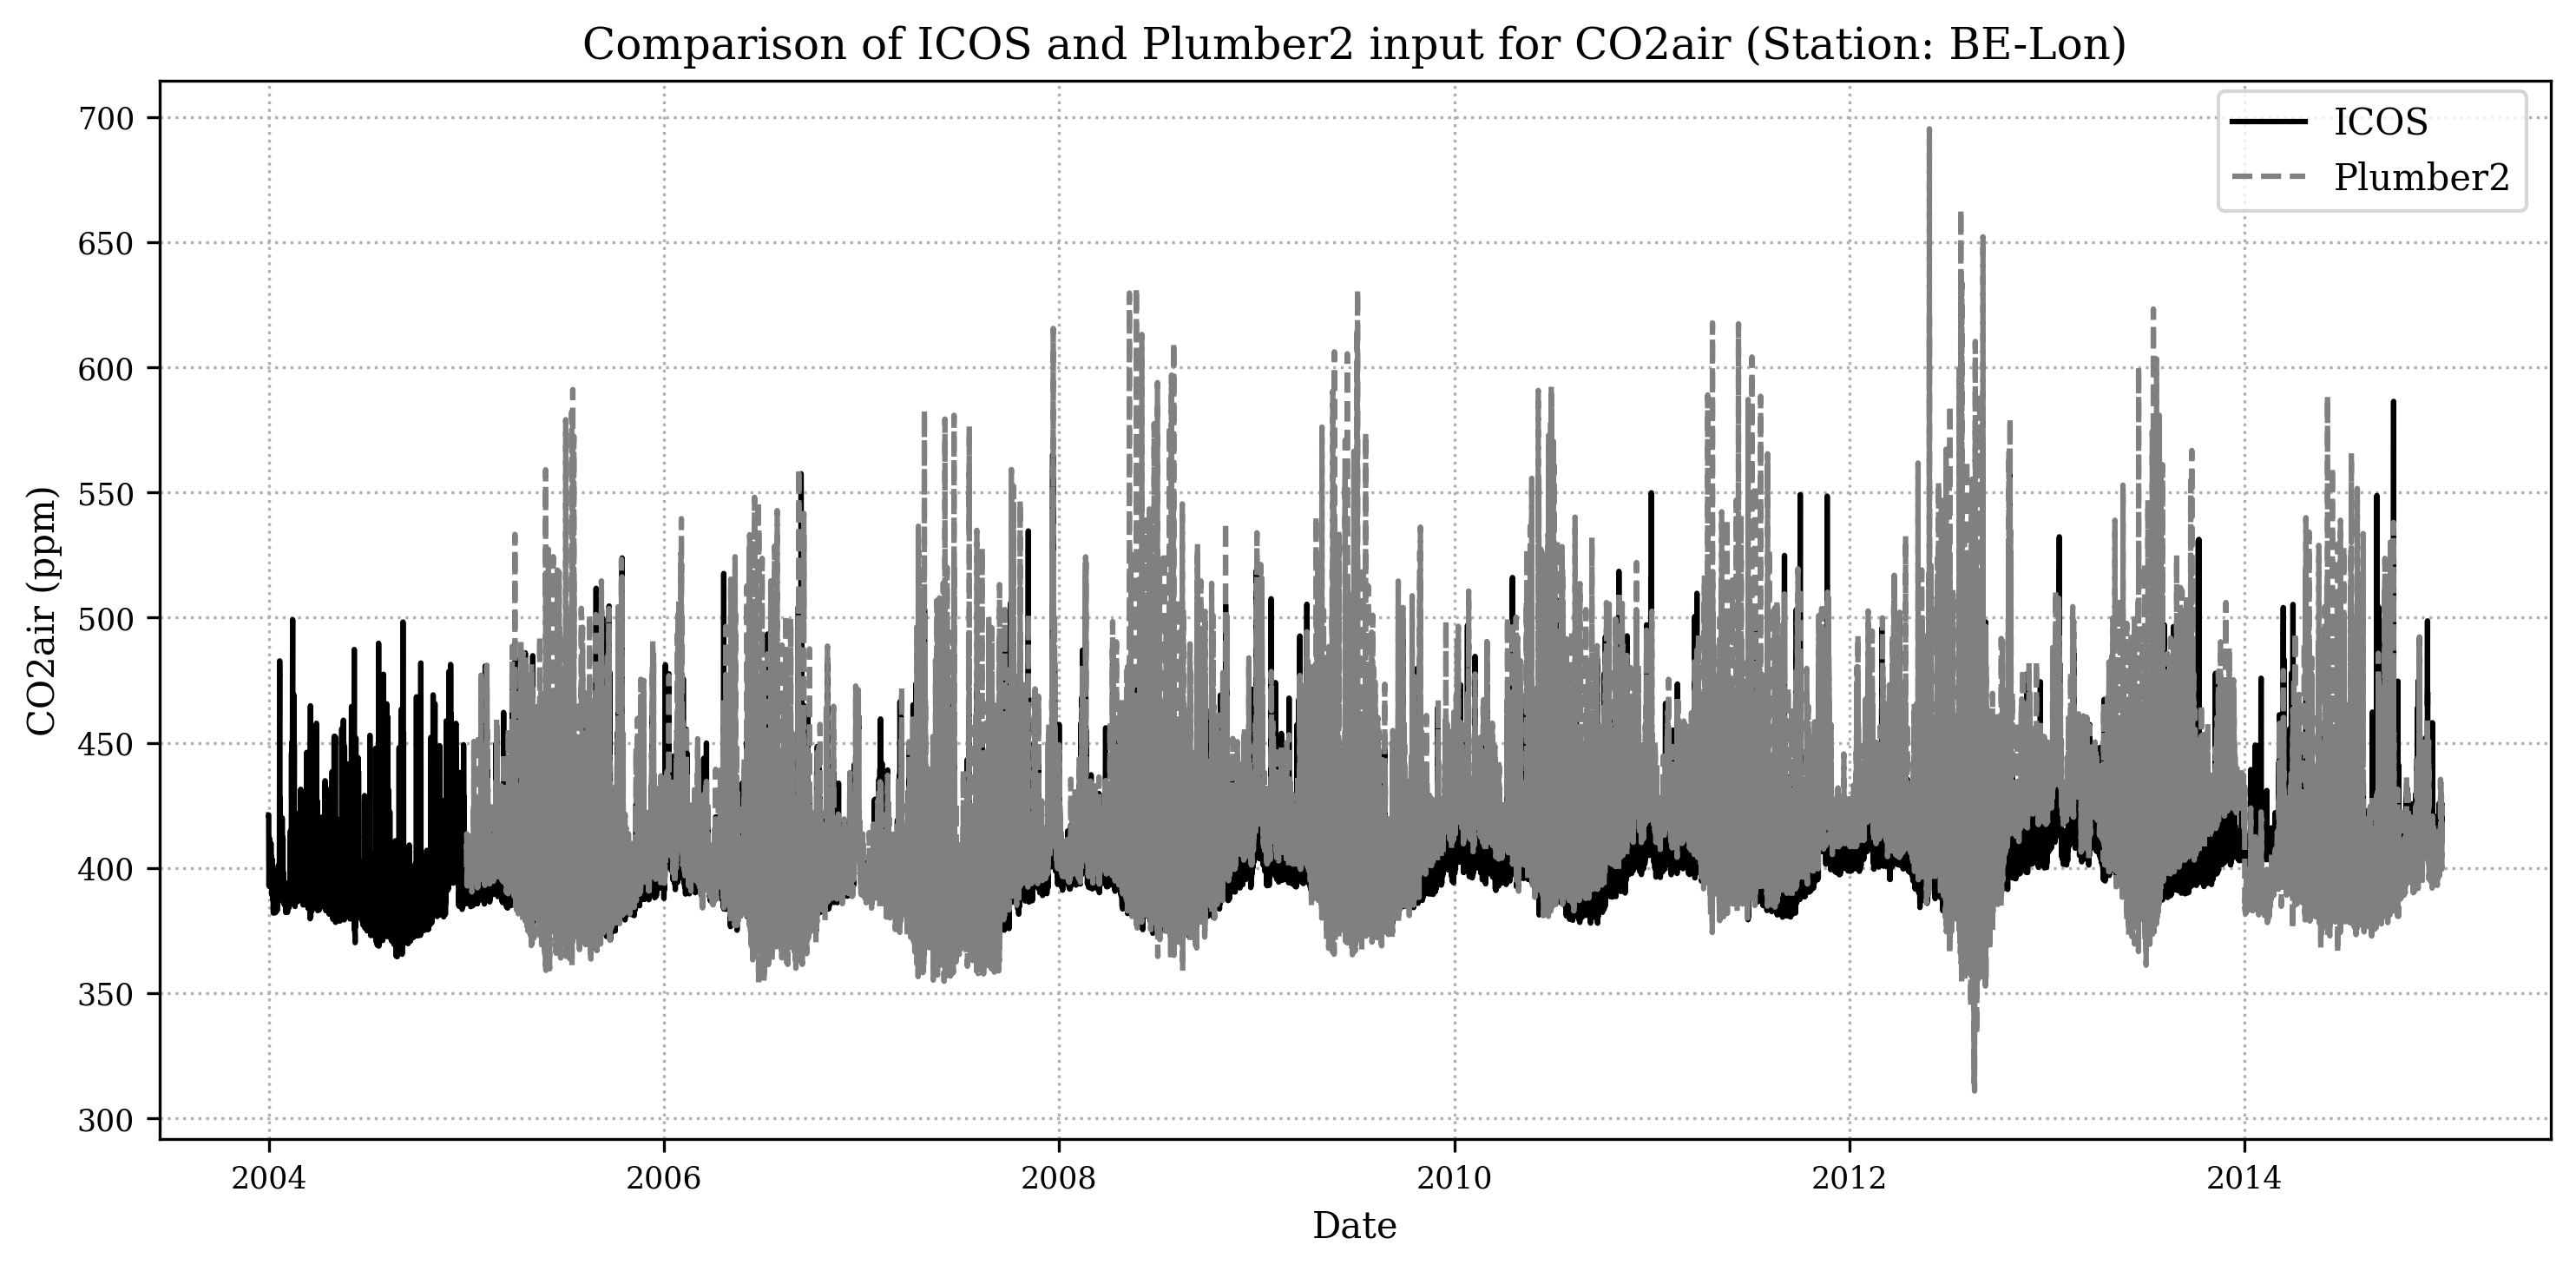 Comparison of ICOS and Plumber2 input for CO2air (Station: BE-Lon)
ICOS
Plumber2
CO2air (ppm)
700
650
600
550
500
450
400
350
300
2004 2006 2008 2010 2012 2014
Date